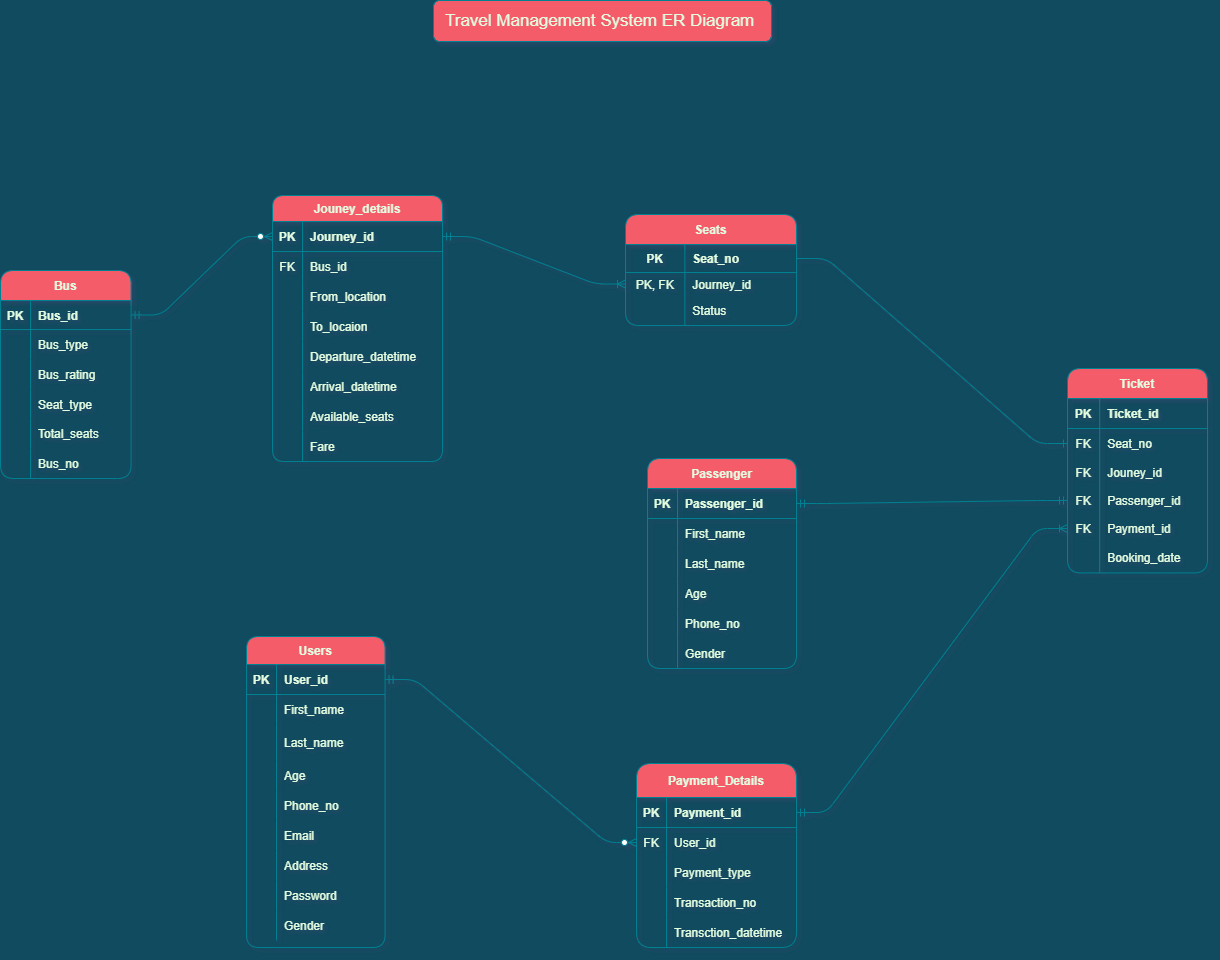 Travel Management System ER Diagram
Jouney_details
PK Journey_id
FK Bus_id
From_location
To_locaion
Departure_datetime
Arrival_datetime
Available_seats
Fare
Seats
PK Seat_no
PK, FK Journey_id
Status
Bus
PK Bus_id
Bus_type
Bus_rating
Seat_type
Total_seats
Bus_no
Ticket
PK Ticket_id
FK Seat_no
FK Jouney_id
FK Passenger_id
FK Payment_id
Booking_date
Passenger
PK Passenger_id
First_name
Last_name
Age
Phone_no
Gender
Users
PK User_id
First_name
Last_name
Age
Phone_no
Email
Address
Password
Gender
Payment_Details
PK Payment_id
FK User_id
Payment_type
Transaction_no
Transction_datetime